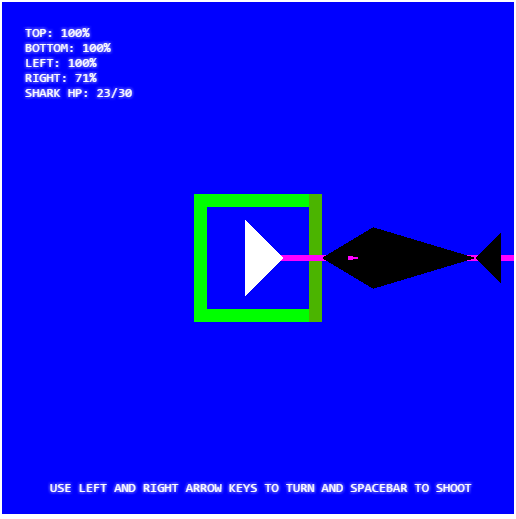 TOP: 100%
BOTTOM: 100%
LEFT: 100%
RIGHT: 71%
SHARK HP: 23/30
USE LEFT AND RIGHT ARROW KEYS TO TURN AND SPACEBAR TO SHOOT